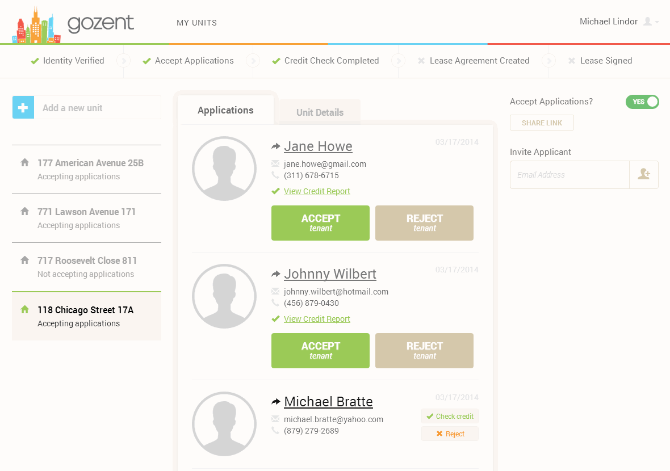 gozent
MY UNITS
Michael Lindor
Identity Verified
Accept Applications
Credit Check Completed
Lease Agreement Created
Lease Signed
Add a new unit
177 American Avenue 25B
Accepting applications
771 Lawson Avenue 171
Accepting applications
717 Roosevelt Close 811
Not accepting applications
118 Chicago Street 17A
Accepting applications
Applications
Unit Details
Jane Howe
03/17/2014
jane.howe@gmail.com
(311) 678-6715
View Credit Report
ACCEPT
tenant
REJECT
tenant
Johnny Wilbert
03/17/2014
johnny.wilbert@hotmail.com
(456) 879-0430
View Credit Report
ACCEPT
tenant
REJECT
tenant
Michael Bratte
03/17/2014
michael.bratte@yahoo.com
(879) 279-2689
Check credit
Reject
Accept Applications?
YES
SHARE LINK
Invite Applicant
Email Address